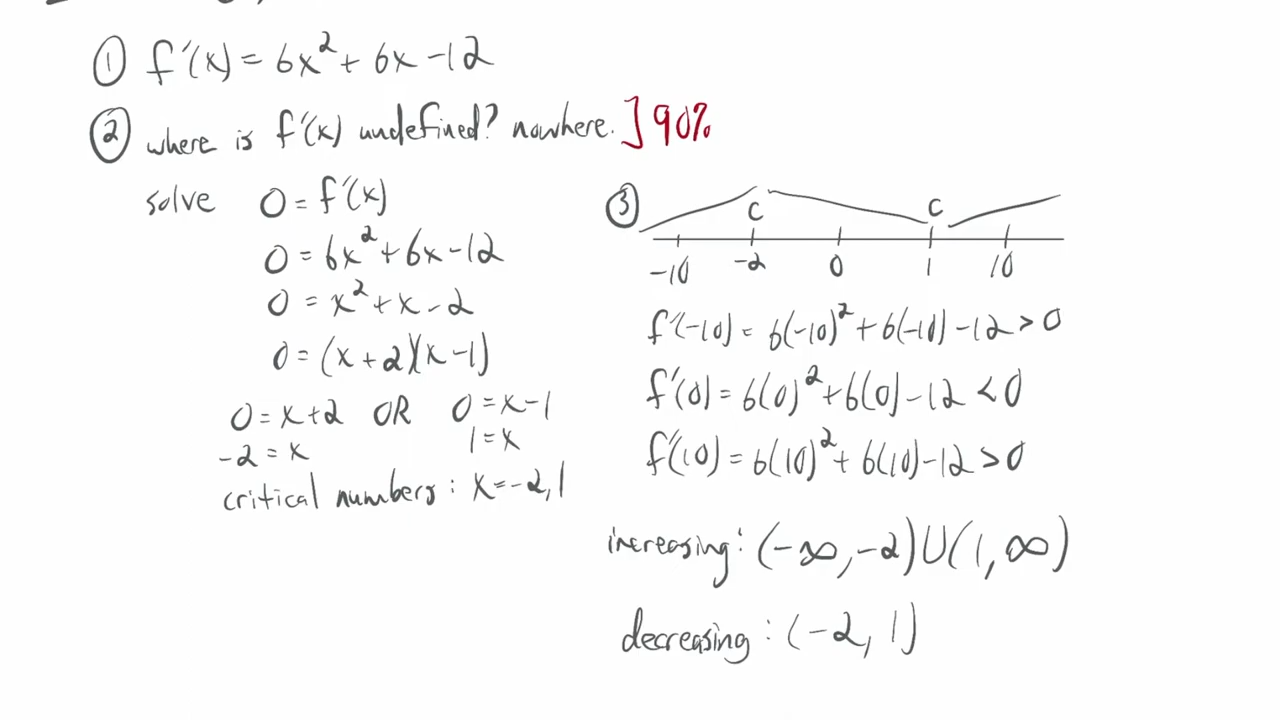 ① f'(x) = 6x² + 6x - 12
② where is f'(x) undefined? nowhere. ] 90%
solve 0 = f'(x)
0 = 6x² + 6x - 12
0 = x² + x - 2
0 = (x + 2)(x - 1)
0 = x + 2 OR 0 = x - 1
-2 = x 1 = x
critical numbers : x = -2, 1
③ c c
-10 -2 0 1 10
f'(-10) = 6(-10)² + 6(-10) - 12 > 0
f'(0) = 6(0)² + 6(0) - 12 < 0
f'(10) = 6(10)² + 6(10) - 12 > 0
increasing : (-∞, -2) U (1, ∞)
decreasing : (-2, 1)